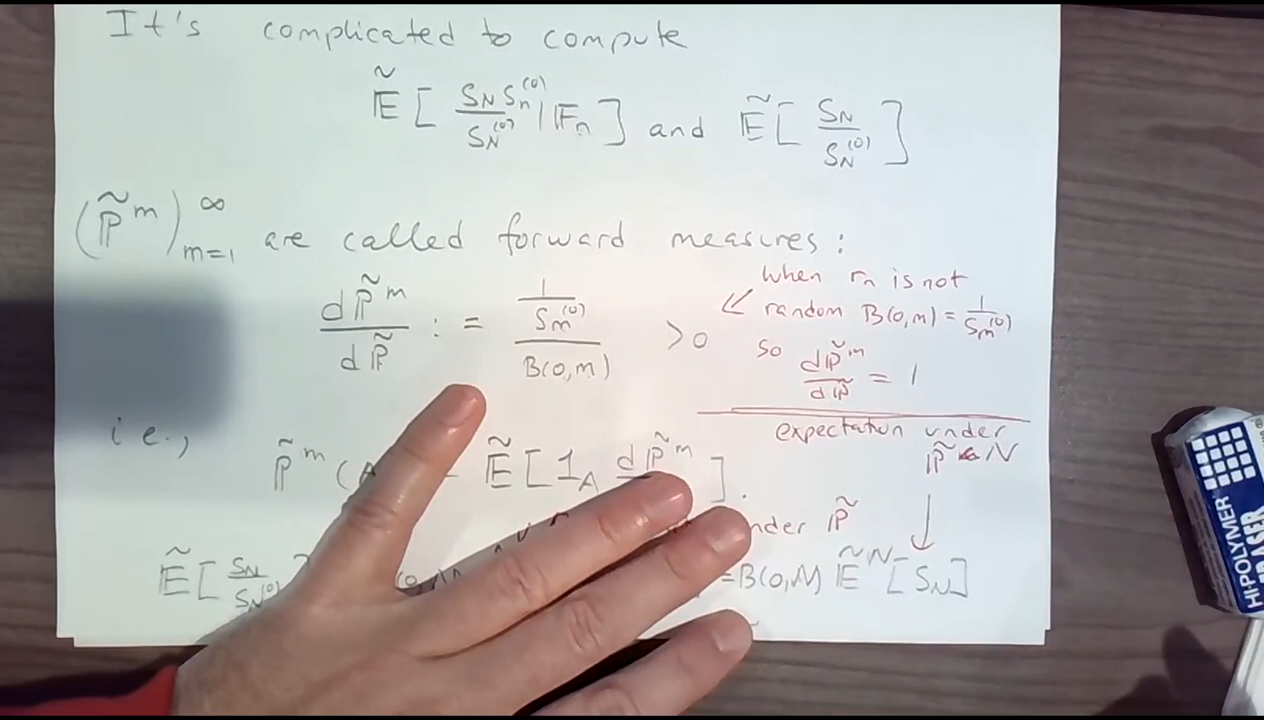 It's complicated to compute
Ẽ[ S_N S_n^(0) / S_N^(0) | F_n ] and Ẽ[ S_N / S_N^(0) ]
(P̃^m)_{m=1}^∞ are called forward measures:
dP̃^m / dP̃ := (1 / S_m^(0)) / B(0,m) > 0
when r_n is not
random B(0,m) = 1 / S_m^(0)
so dP̃^m / dP̃ = 1
expectation under
P̃ N
i.e., P̃^m (A = Ẽ[ 1_A dP̃^m ].
nder P̃
Ẽ[ S_N / S_N^(0) = B(0,N) Ẽ^N [S_N]
HI-POLYMER